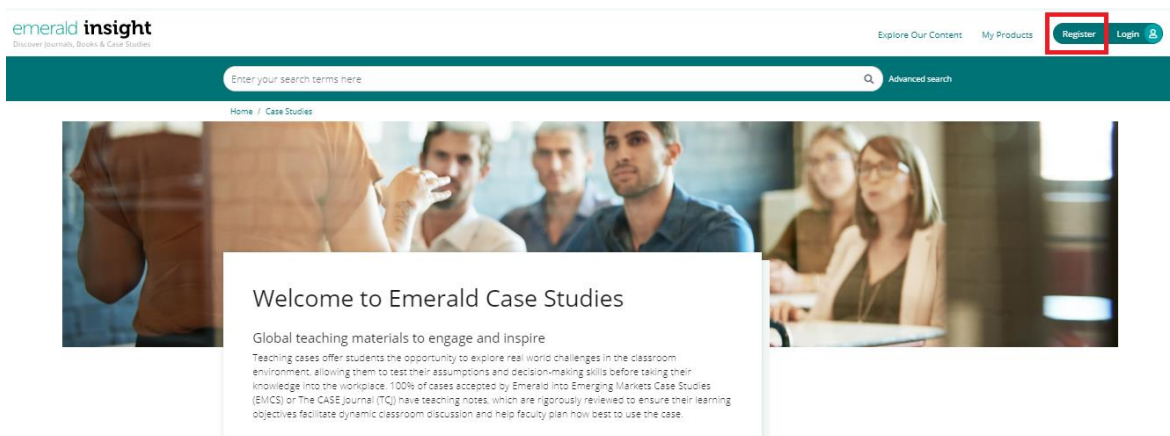 emerald insight
Discover Journals, Books & Case Studies
Explore Our Content My Products Register Login
Enter your search terms here
Advanced search
Home / Case Studies
Welcome to Emerald Case Studies
Global teaching materials to engage and inspire
Teaching cases offer students the opportunity to explore real world challenges in the classroom
environment, allowing them to test their assumptions and decision-making skills before taking their
knowledge into the workplace. 100% of cases accepted by Emerald into Emerging Markets Case Studies
(EMCS) or The CASE Journal (TCJ) have teaching notes, which are rigorously reviewed to ensure their learning
objectives facilitate dynamic classroom discussion and help faculty plan how best to use the case.